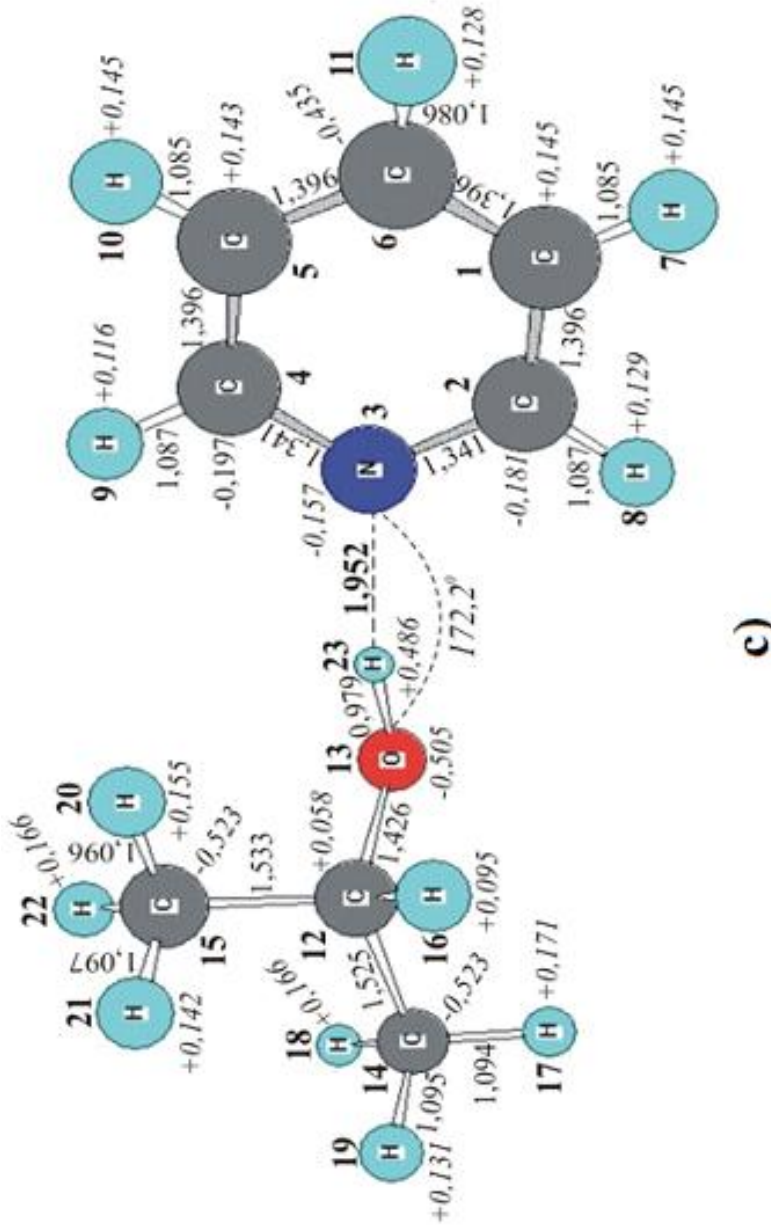 H
+0,145
10
1,085
9
H
+0,116
+0,143
C
1,087
1,396
5
-0,435
1,396
11
H
+0,128
1,086
-0,197
C
4
1,341
C
6
-0,157
N
3
1,396
+0,145
C
1
1,085
H
+0,145
7
2
C
1,396
1,341
-0,181
1,087
+0,129
H
8
1,952
172,2°
23
H
0,979
+0,486
13
O
-0,505
20
H
+0,155
1,096
+0,166
22
H
-0,523
C
15
1,533
1,097
21
H
+0,142
+0,058
C
12
1,426
H
16
+0,095
1,525
+0,166
18
H
-0,523
C
14
1,094
H
17
+0,171
1,095
19
H
+0,131
c)